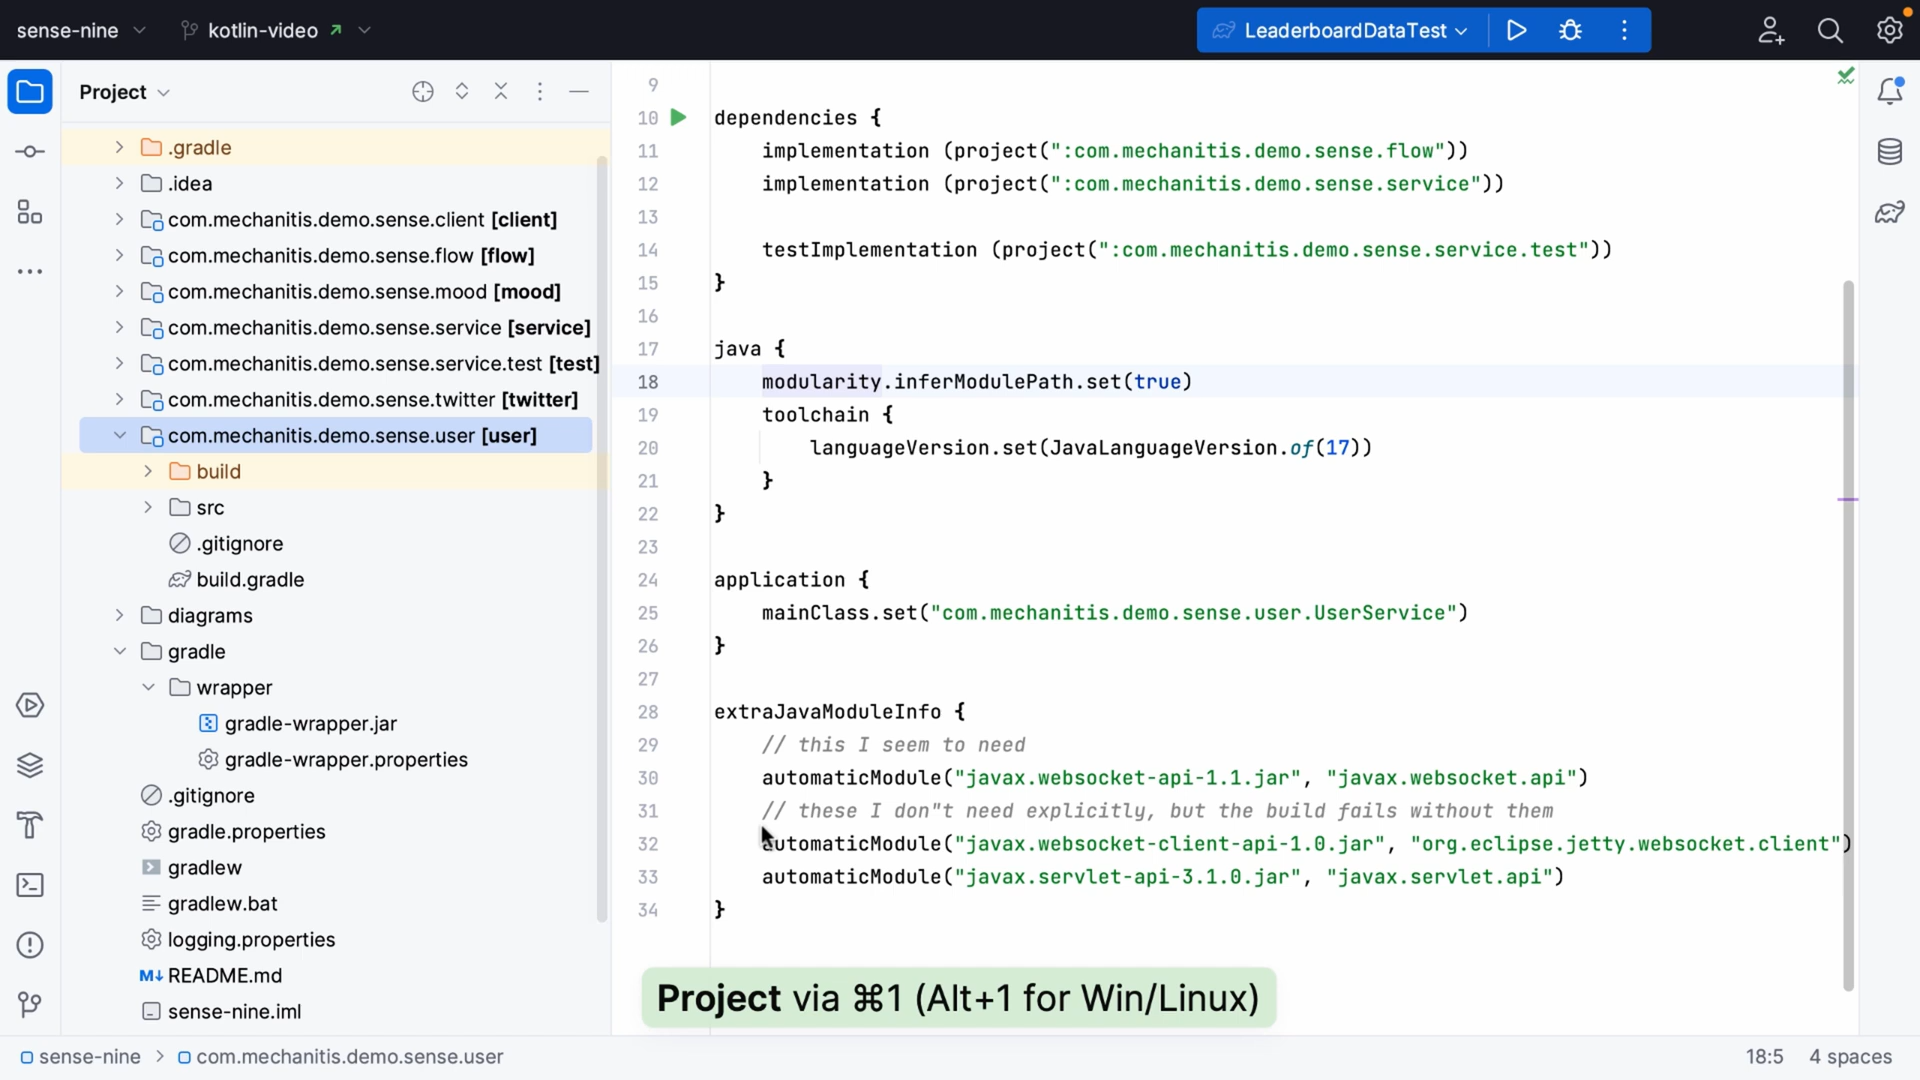 sense-nine
kotlin-video
LeaderboardDataTest
Project
.gradle
.idea
com.mechanitis.demo.sense.client [client]
com.mechanitis.demo.sense.flow [flow]
com.mechanitis.demo.sense.mood [mood]
com.mechanitis.demo.sense.service [service]
com.mechanitis.demo.sense.service.test [test]
com.mechanitis.demo.sense.twitter [twitter]
com.mechanitis.demo.sense.user [user]
build
src
.gitignore
build.gradle
diagrams
gradle
wrapper
gradle-wrapper.jar
gradle-wrapper.properties
.gitignore
gradle.properties
gradlew
gradlew.bat
logging.properties
M↓ README.md
sense-nine.iml
9
10 dependencies {
11 implementation (project(":com.mechanitis.demo.sense.flow"))
12 implementation (project(":com.mechanitis.demo.sense.service"))
13
14 testImplementation (project(":com.mechanitis.demo.sense.service.test"))
15 }
16
17 java {
18 modularity.inferModulePath.set(true)
19 toolchain {
20 languageVersion.set(JavaLanguageVersion.of(17))
21 }
22 }
23
24 application {
25 mainClass.set("com.mechanitis.demo.sense.user.UserService")
26 }
27
28 extraJavaModuleInfo {
29 // this I seem to need
30 automaticModule("javax.websocket-api-1.1.jar", "javax.websocket.api")
31 // these I don"t need explicitly, but the build fails without them
32 automaticModule("javax.websocket-client-api-1.0.jar", "org.eclipse.jetty.websocket.client")
33 automaticModule("javax.servlet-api-3.1.0.jar", "javax.servlet.api")
34 }
Project via ⌘1 (Alt+1 for Win/Linux)
sense-nine > com.mechanitis.demo.sense.user
18:5 4 spaces